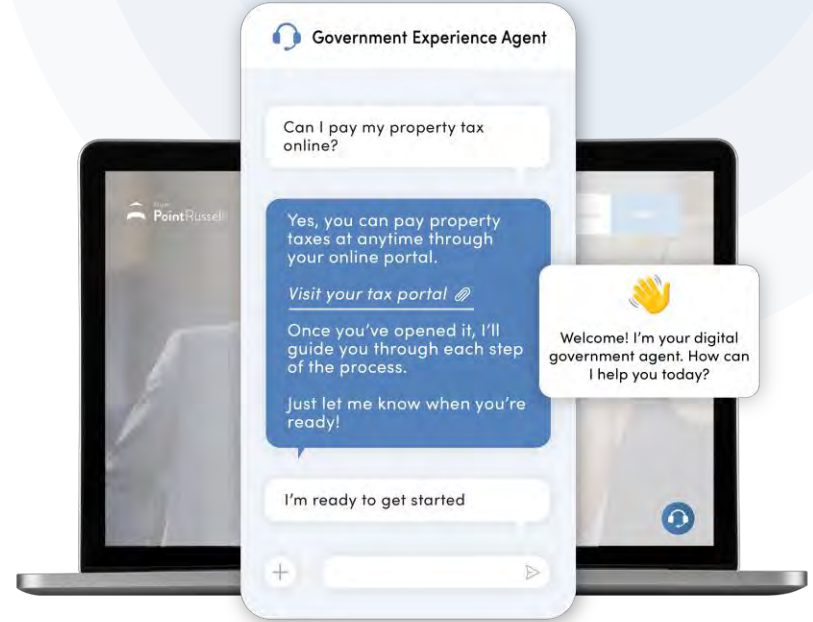 Government Experience Agent
Can I pay my property tax
online?
PointRussell
Yes, you can pay property
taxes at anytime through
your online portal.
Visit your tax portal
Once you've opened it, I'll
guide you through each step
of the process.
Just let me know when you're
ready!
Welcome! I'm your digital
government agent. How can
I help you today?
I'm ready to get started